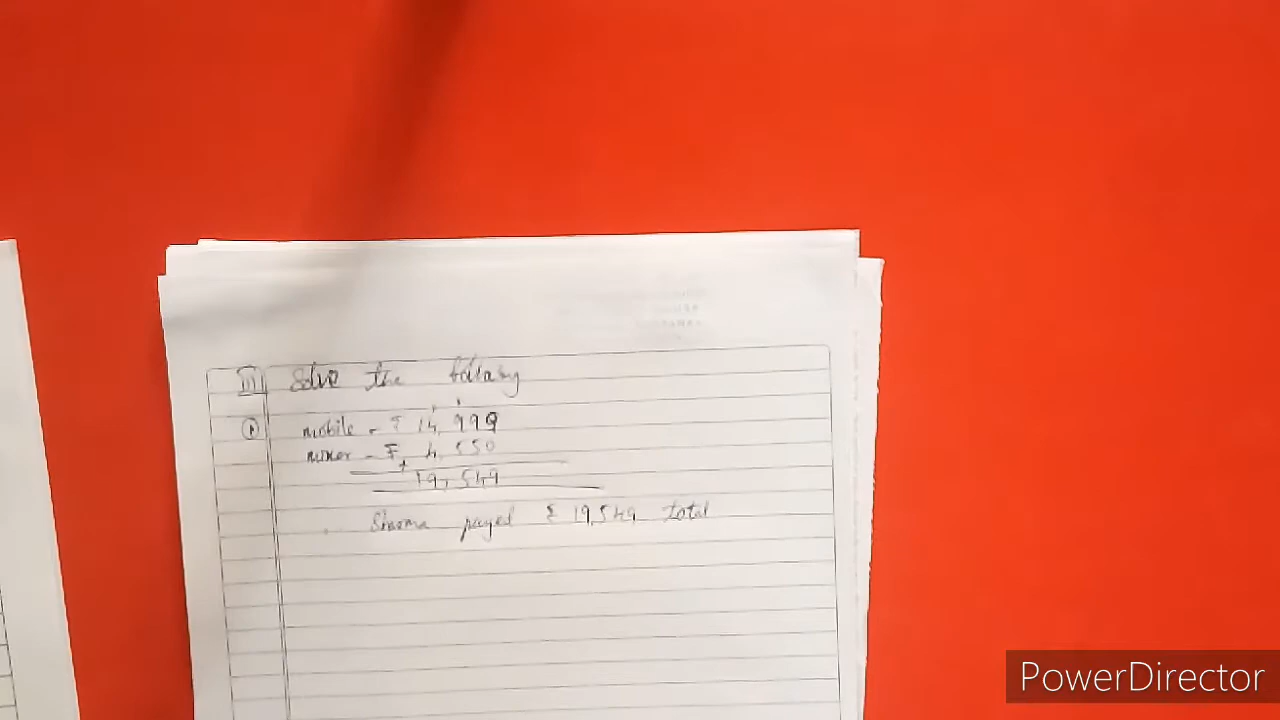 III Solve the following
① mobile - ₹ 14,999
mixer - ₹ 4,550
+
19,549
Sharma payed ₹ 19,549 total
PowerDirector